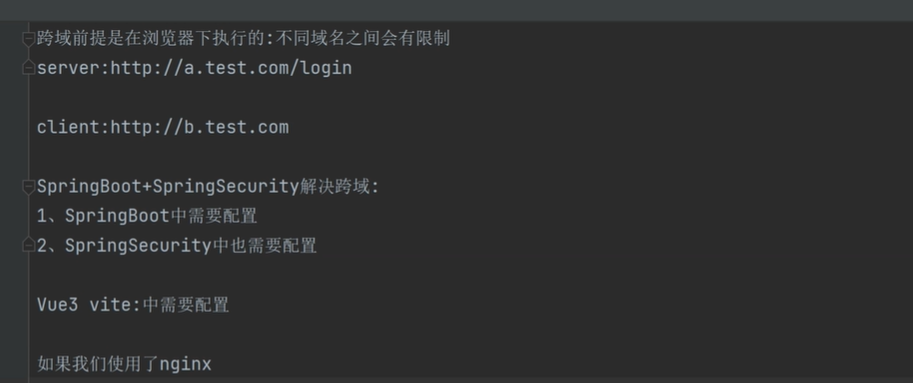 跨域前提是在浏览器下执行的:不同域名之间会有限制
server:http://a.test.com/login
client:http://b.test.com
SpringBoot+SpringSecurity解决跨域:
1、SpringBoot中需要配置
2、SpringSecurity中也需要配置
Vue3 vite:中需要配置
如果我们使用了nginx